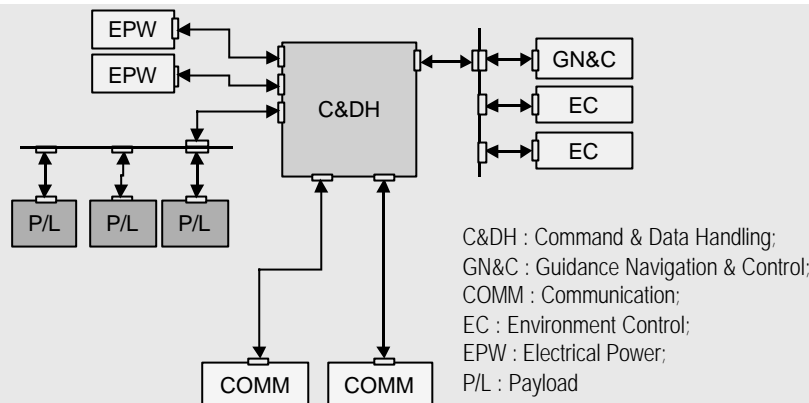 EPW
EPW
C&DH
GN&C
EC
EC
P/L
P/L
P/L
COMM
COMM
C&DH : Command & Data Handling;
GN&C : Guidance Navigation & Control;
COMM : Communication;
EC : Environment Control;
EPW : Electrical Power;
P/L : Payload